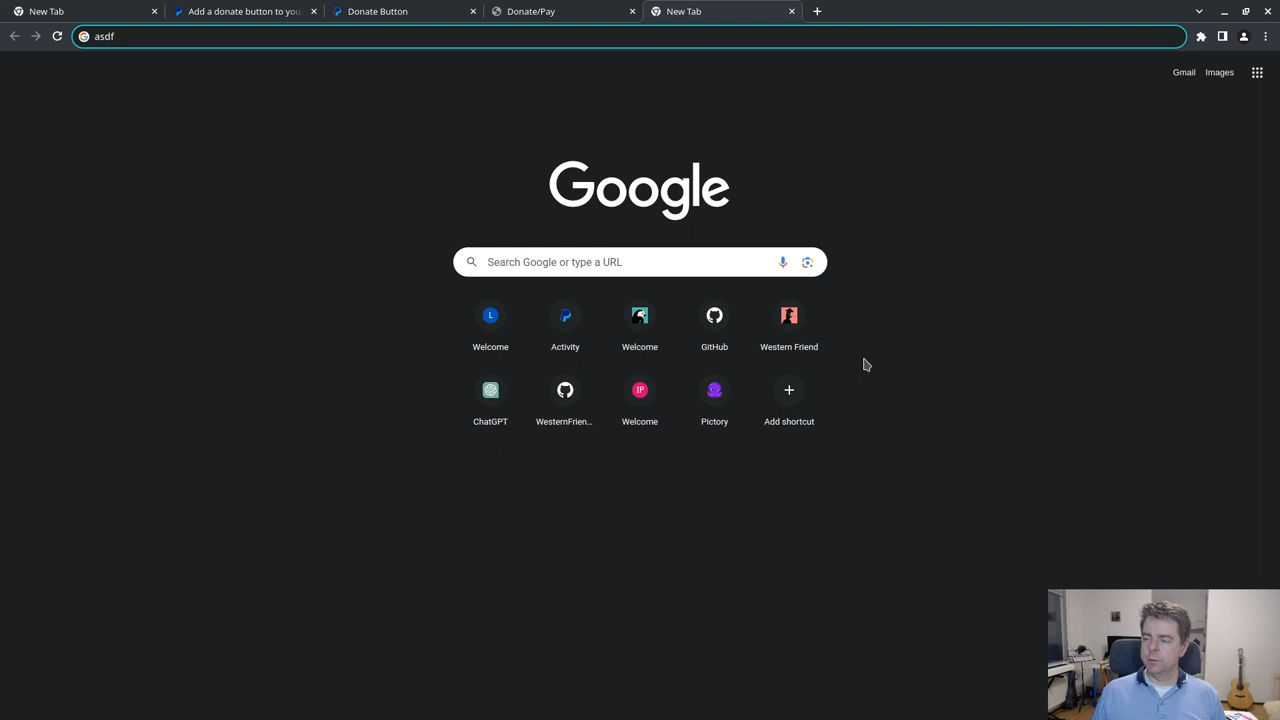 New Tab
Add a donate button to you
Donate Button
Donate/Pay
New Tab
asdf
Gmail
Images
Google
Search Google or type a URL
L
Welcome
Activity
Welcome
GitHub
Western Friend
ChatGPT
WesternFrien...
IP
Welcome
Pictory
Add shortcut